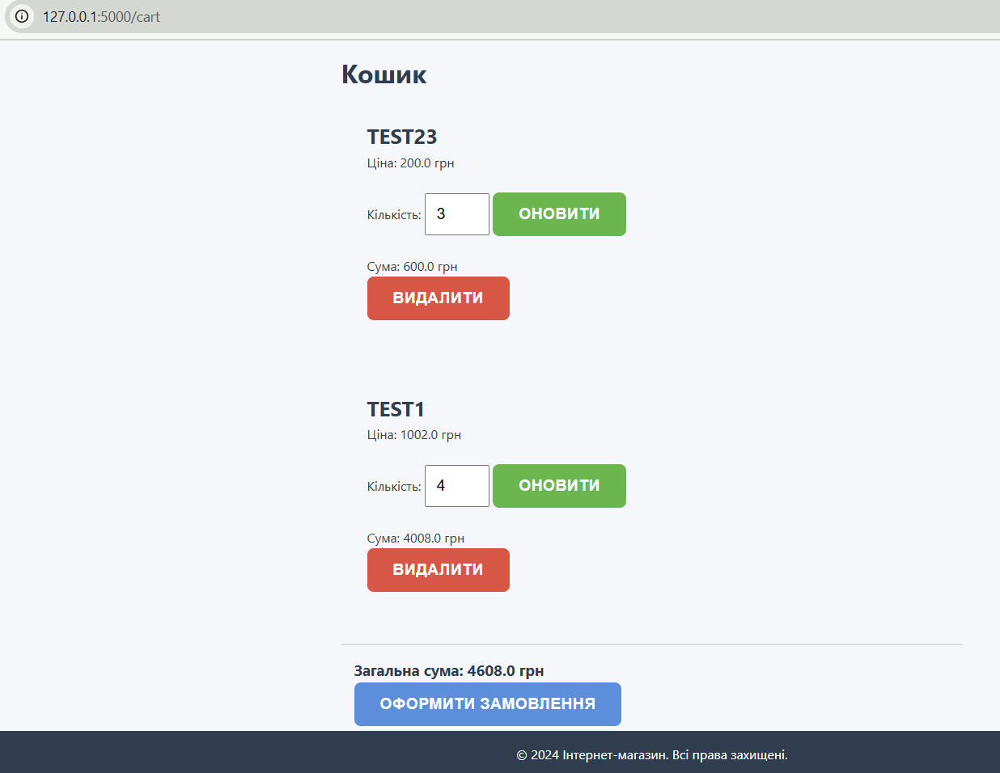 127.0.0.1:5000/cart
Кошик
TEST23
Ціна: 200.0 грн
Кількість: 3 ОНОВИТИ
Сума: 600.0 грн
ВИДАЛИТИ
TEST1
Ціна: 1002.0 грн
Кількість: 4 ОНОВИТИ
Сума: 4008.0 грн
ВИДАЛИТИ
Загальна сума: 4608.0 грн
ОФОРМИТИ ЗАМОВЛЕННЯ
© 2024 Інтернет-магазин. Всі права захищені.